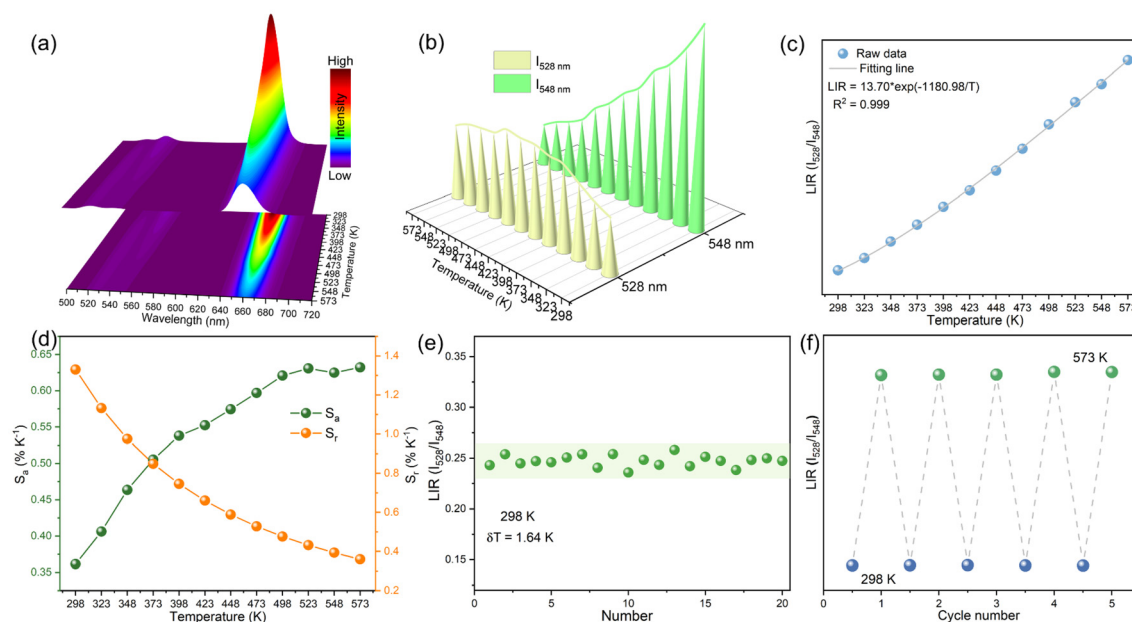 (a)
High
Intensity
Low
298
323
348
373
398
423
448
473
498
523
548
573
Temperature (K)
500 520 540 560 580 600 620 640 660 680 700 720
Wavelength (nm)
(b)
I528 nm
I548 nm
573
548
523
498
473
448
423
398
373
348
323
298
Temperature (K)
528 nm
548 nm
(c)
Raw data
Fitting line
LIR = 13.70*exp(-1180.98/T)
R² = 0.999
LIR (I528/I548)
298 323 348 373 398 423 448 473 498 523 548 573
Temperature (K)
(d)
0.65
0.60
0.55
0.50
0.45
0.40
0.35
Sa (% K-1)
Sa
Sr
1.4
1.2
1.0
0.8
0.6
0.4
0.2
Sr (% K-1)
298 323 348 373 398 423 448 473 498 523 548 573
Temperature (K)
(e)
0.35
0.30
0.25
0.20
0.15
LIR (I528/I548)
298 K
δT = 1.64 K
0 5 10 15 20
Number
(f)
LIR (I528/I548)
573 K
298 K
0 1 2 3 4 5
Cycle number